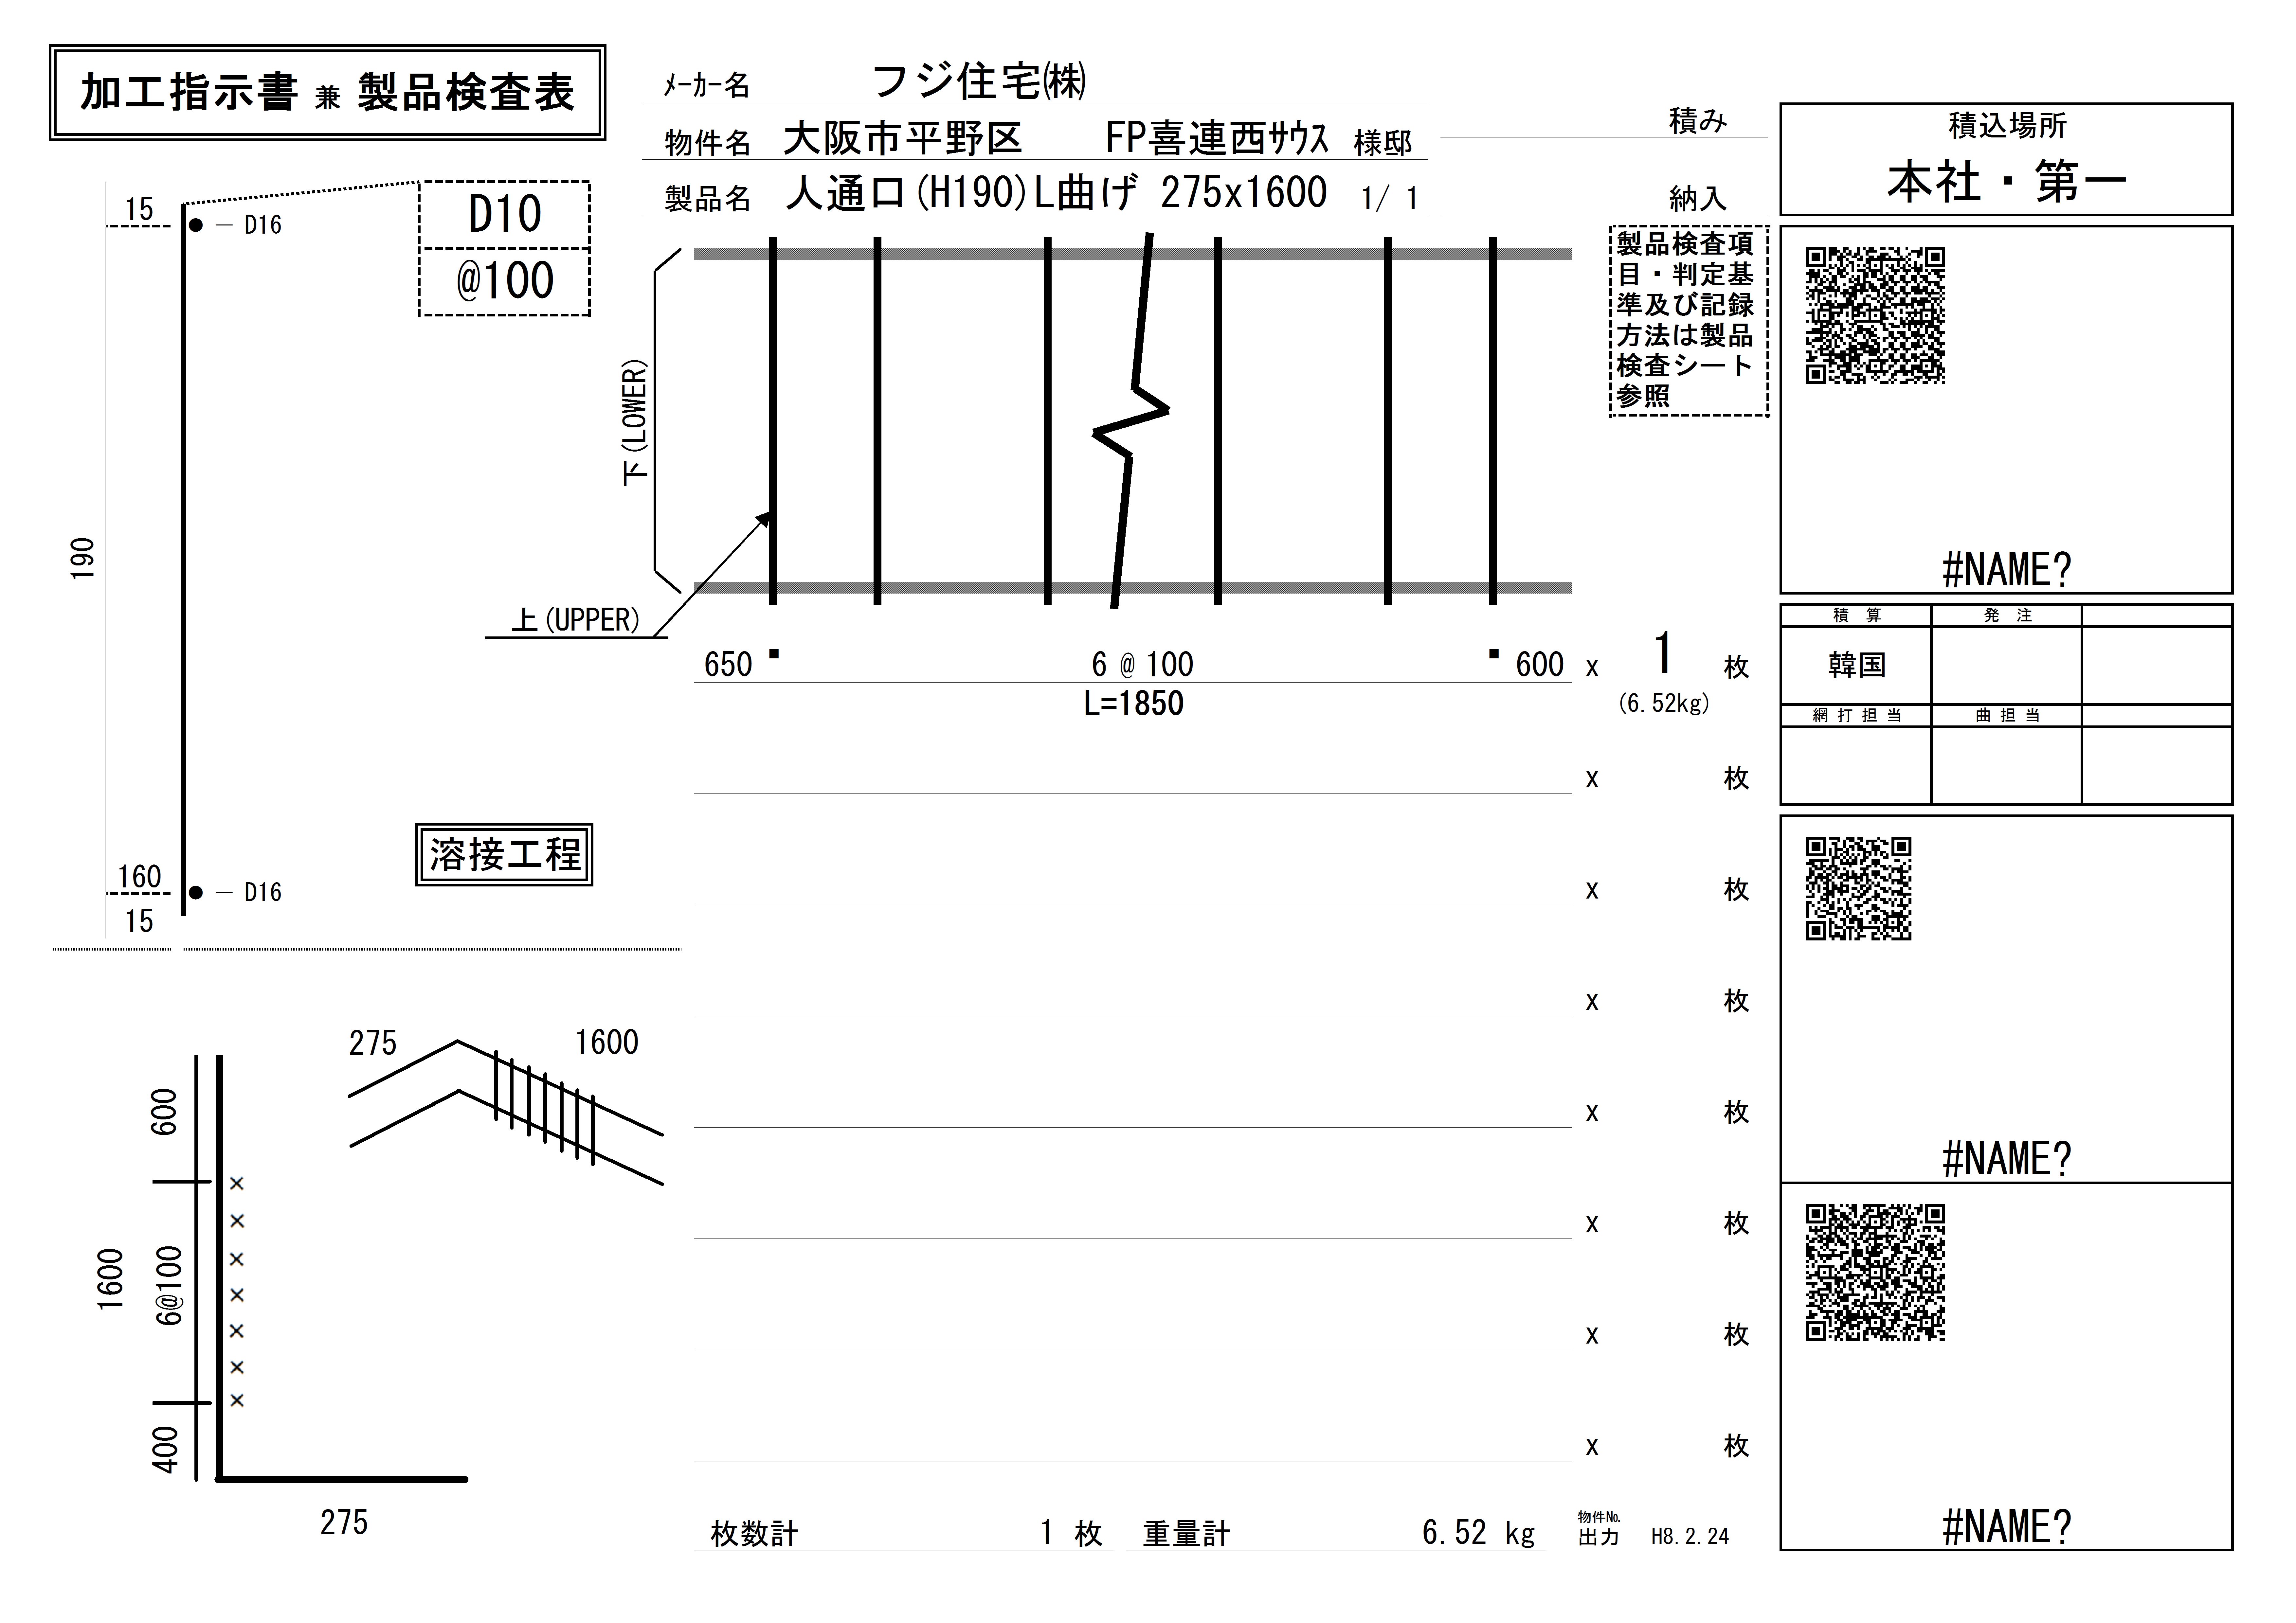 加工指示書 兼 製品検査表
ﾒｰｶｰ名 フジ住宅㈱
物件名 大阪市平野区 FP喜連西ｻｳｽ 様邸
製品名 人通口(H190)L曲げ 275x1600 1/ 1
積み
納入
積込場所
本社・第一
15
D16
D10
@100
190
160
D16
15
下(LOWER)
上(UPPER)
製品検査項
目・判定基
準及び記録
方法は製品
検査シート
参照
#NAME?
650 6 @ 100 600 x 1 枚
L=1850
(6.52kg)
x 枚
x 枚
x 枚
x 枚
x 枚
x 枚
x 枚
積 算 発 注
韓国
網 打 担 当 曲 担 当
溶接工程
275 1600
600
1600
6@100
400
275
#NAME?
#NAME?
枚数計 1 枚 重量計 6.52 kg
物件№
出力 H8.2.24